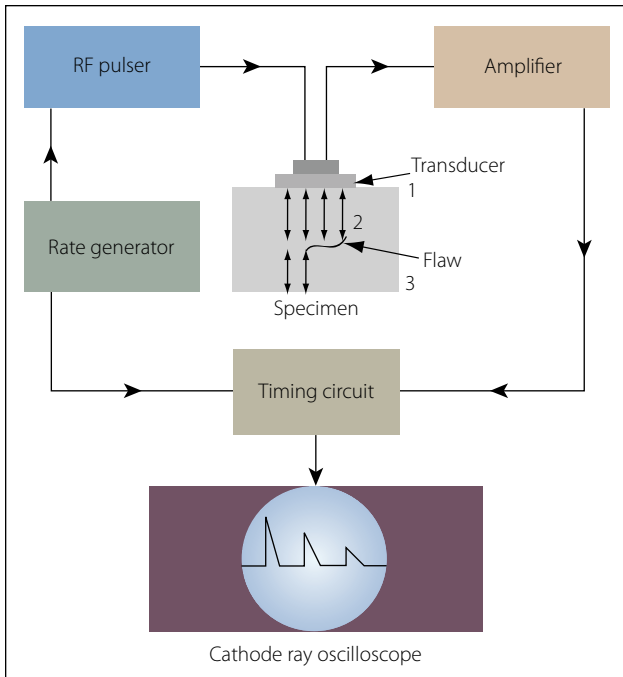 RF pulser
Amplifier
Transducer
1
2
Rate generator
Flaw
3
Specimen
Timing circuit
Cathode ray oscilloscope